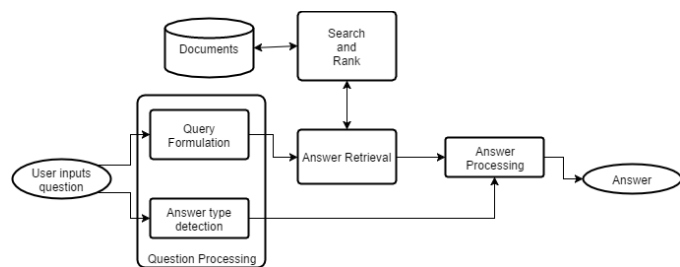 Documents
Search
and
Rank
Query
Formulation
Answer Retrieval
Answer
Processing
User inputs
question
Answer
Answer type
detection
Question Processing